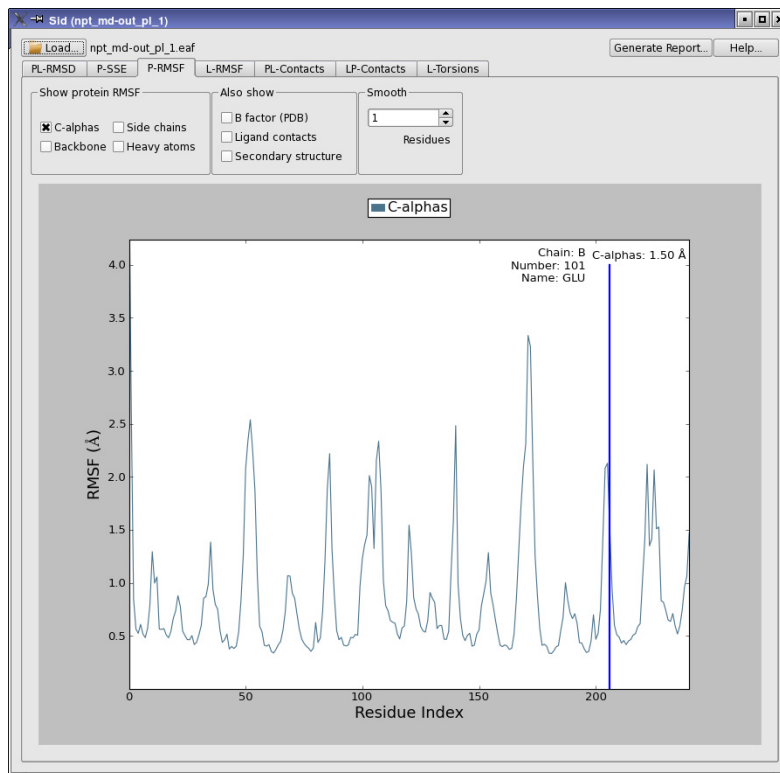 Sid (npt_md-out_pl_1)
Load... npt_md-out_pl_1.eaf Generate Report... Help...
PL-RMSD P-SSE P-RMSF L-RMSF PL-Contacts LP-Contacts L-Torsions
Show protein RMSF Also show Smooth
C-alphas Side chains B factor (PDB) 1
Backbone Heavy atoms Ligand contacts Residues
Secondary structure
C-alphas
Chain: B C-alphas: 1.50 Å
Number: 101
Name: GLU
4.0
3.5
3.0
2.5
2.0
1.5
1.0
0.5
RMSF (Å)
0 50 100 150 200
Residue Index